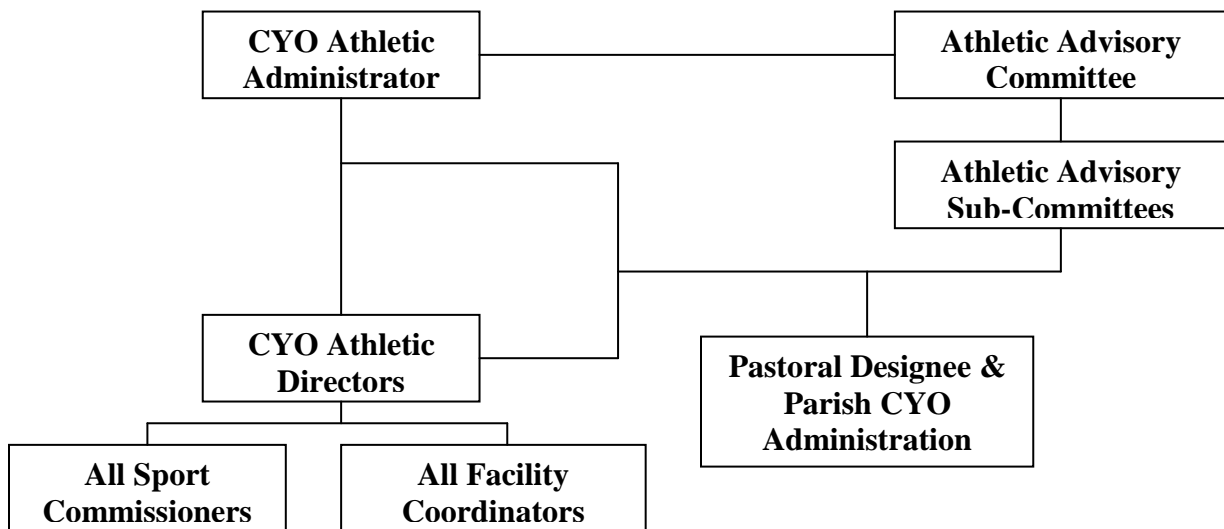 CYO Athletic
Administrator
Athletic Advisory
Committee
Athletic Advisory
Sub-Committees
CYO Athletic
Directors
Pastoral Designee &
Parish CYO
Administration
All Sport
Commissioners
All Facility
Coordinators